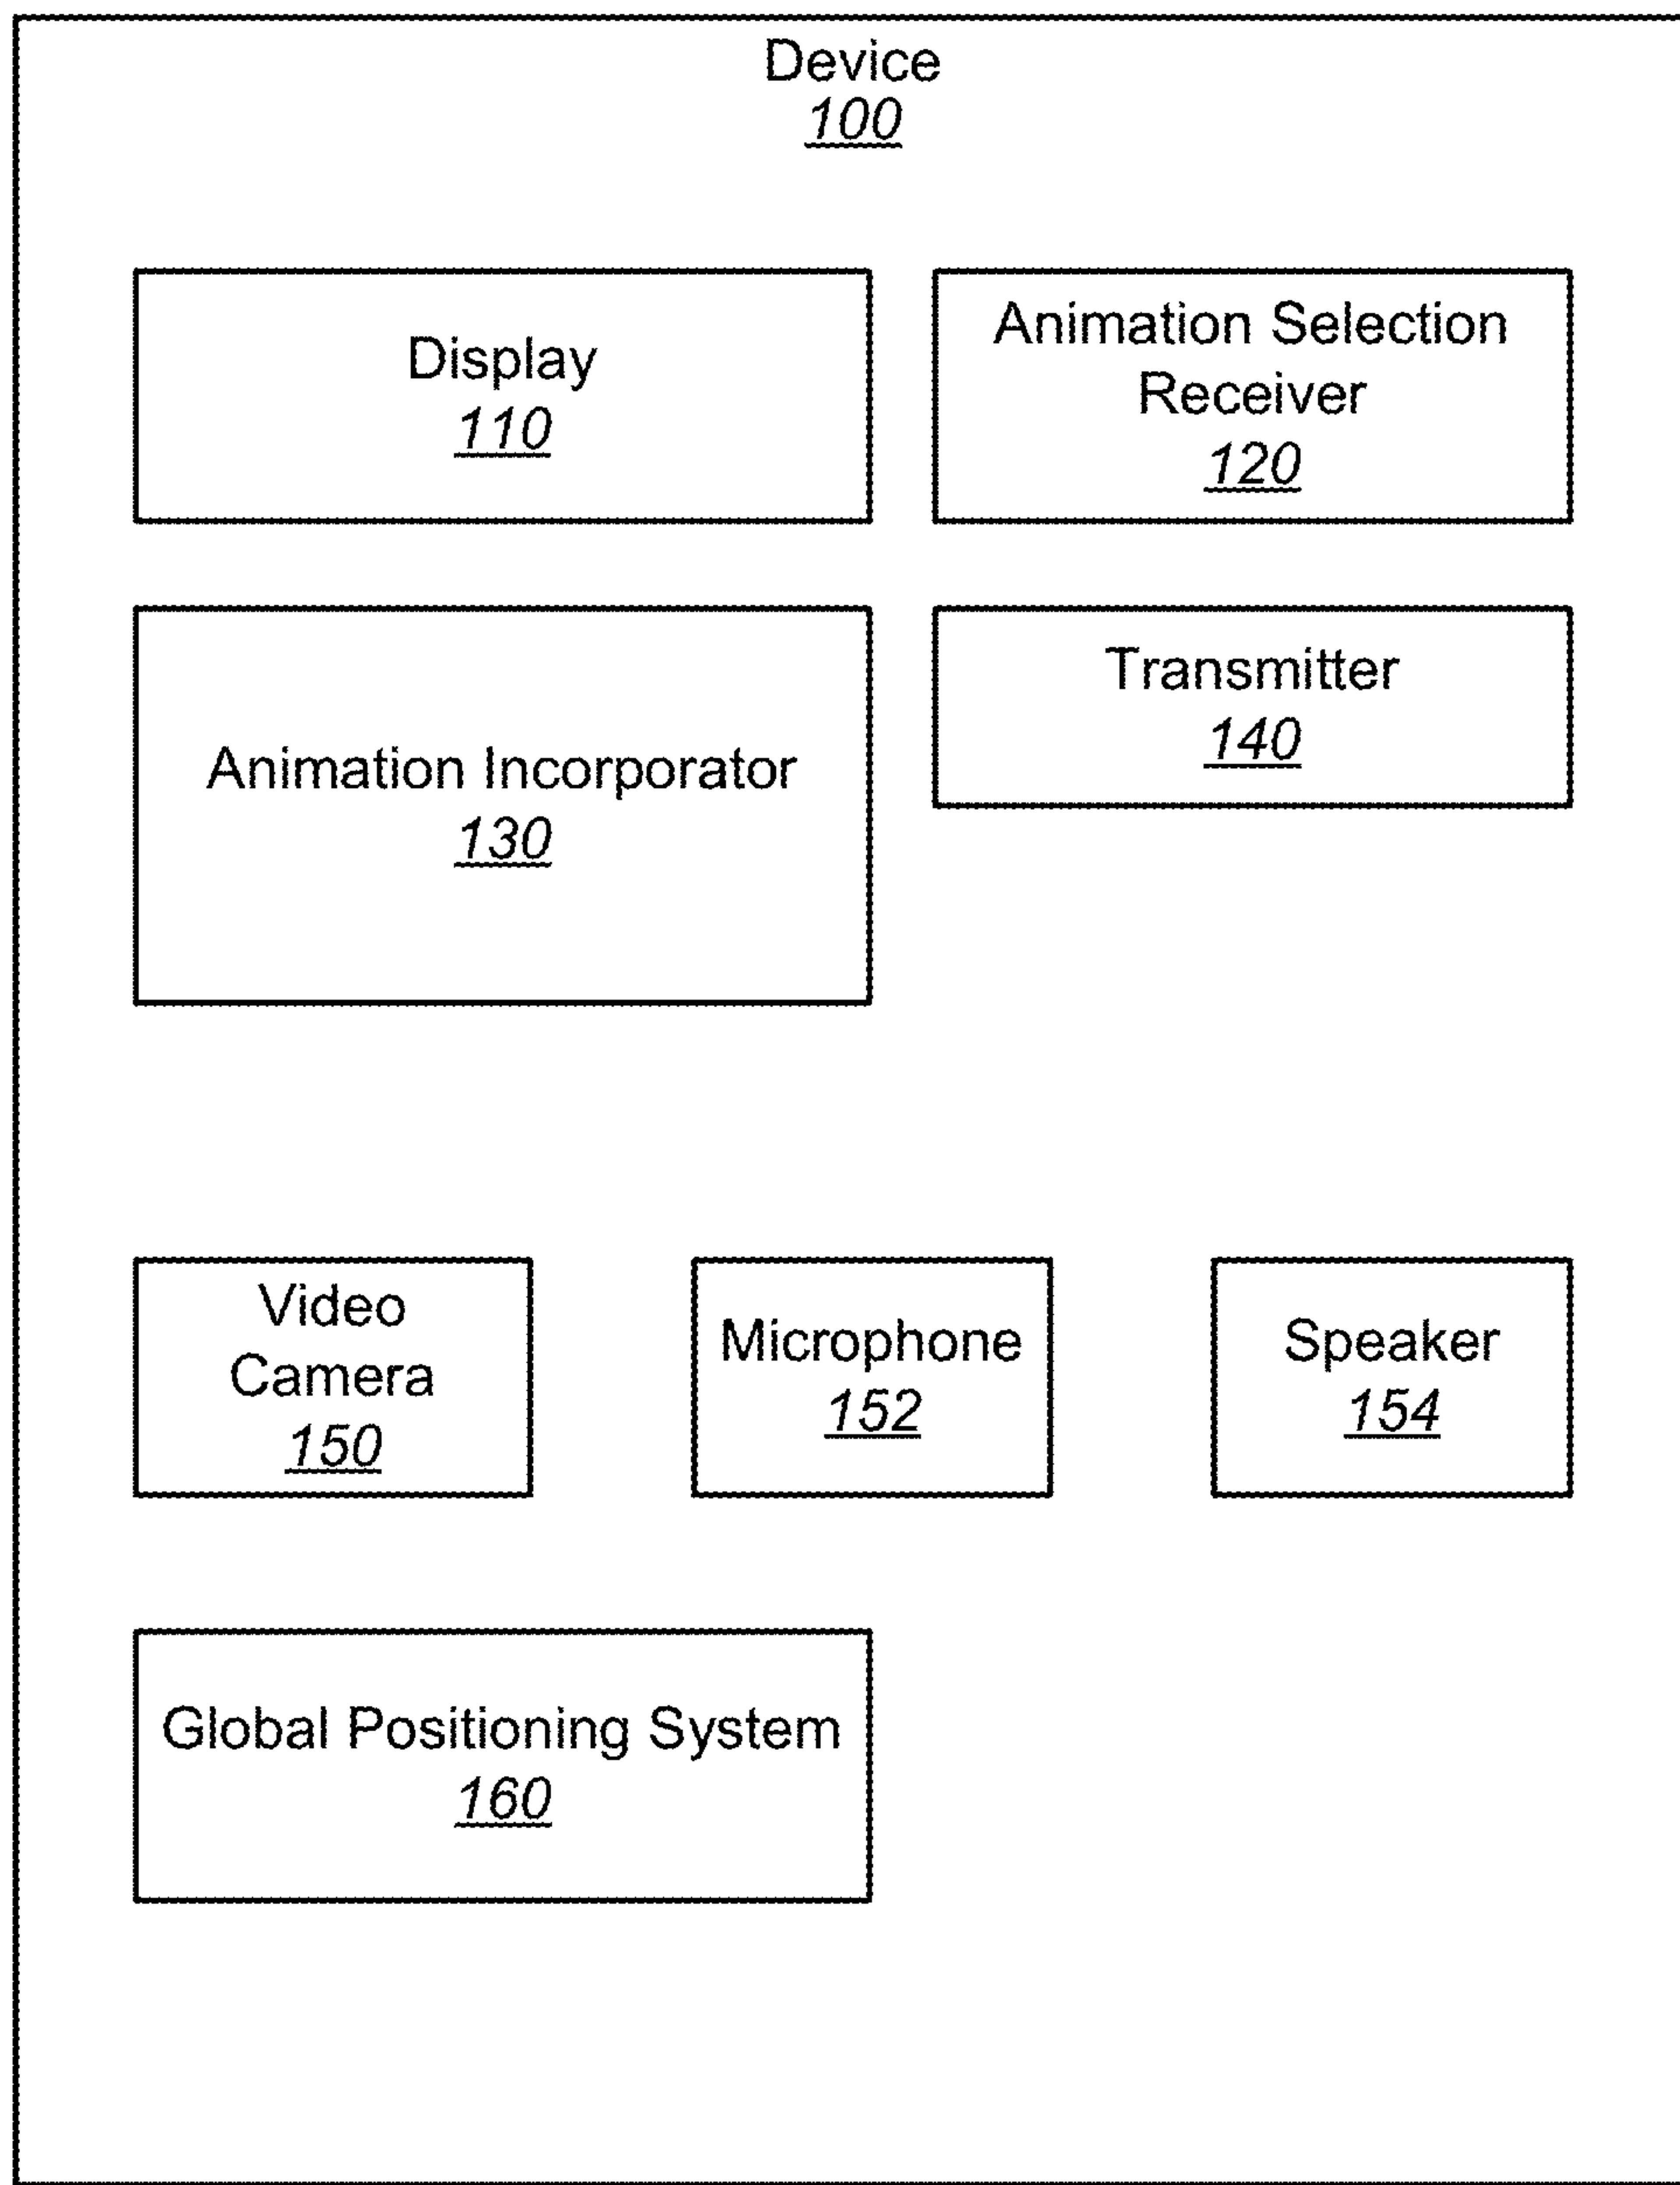 Device
100
Display
110
Animation Selection
Receiver
120
Animation Incorporator
130
Transmitter
140
Video
Camera
150
Microphone
152
Speaker
154
Global Positioning System
160